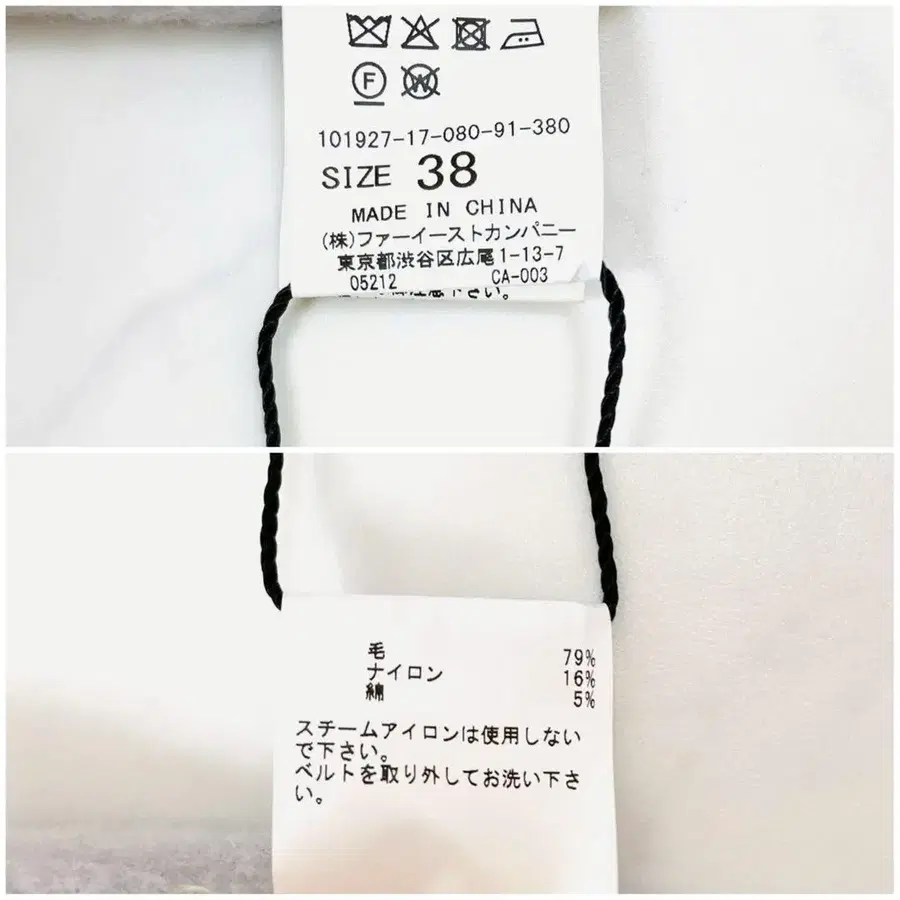 F
W
101927-17-080-91-380
SIZE 38
MADE IN CHINA
(株)ファーイーストカンパニー
東京都渋谷区広尾1-13-7
05212 CA-003
下さい。
毛 79%
ナイロン 16%
綿 5%
スチームアイロンは使用しない
で下さい。
ベルトを取り外してお洗い下さ
い。